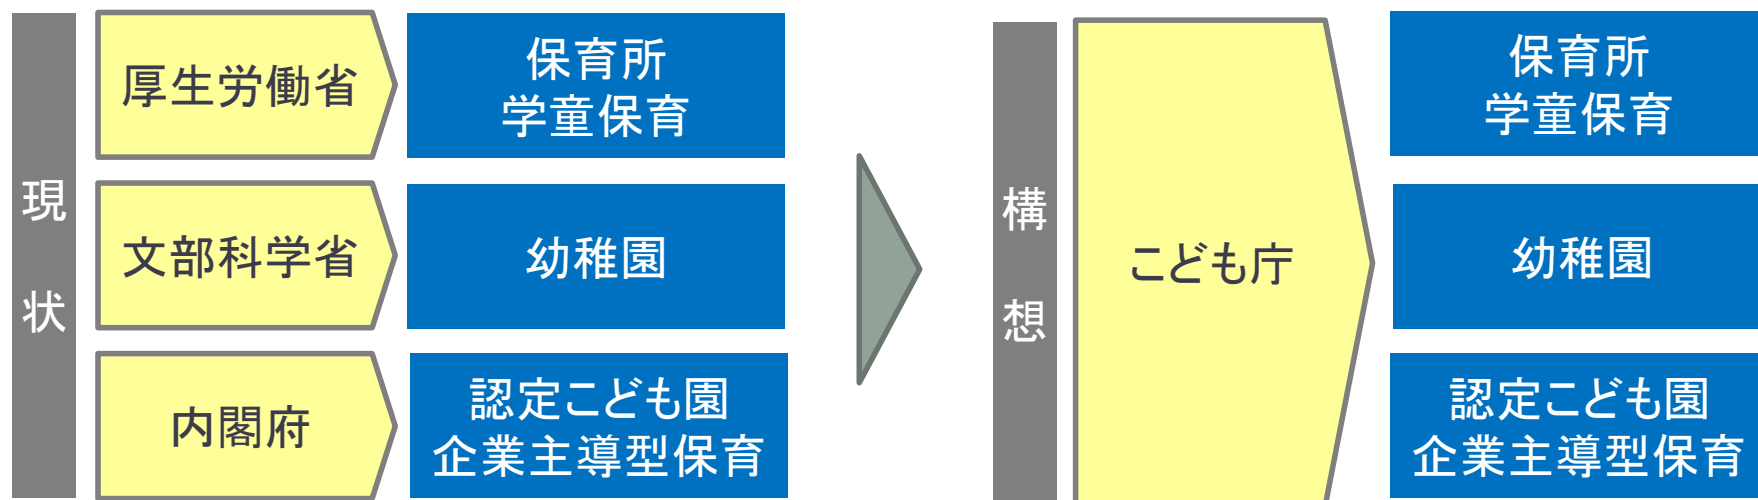 現状
厚生労働省
保育所
学童保育
文部科学省
幼稚園
内閣府
認定こども園
企業主導型保育
構想
こども庁
保育所
学童保育
幼稚園
認定こども園
企業主導型保育